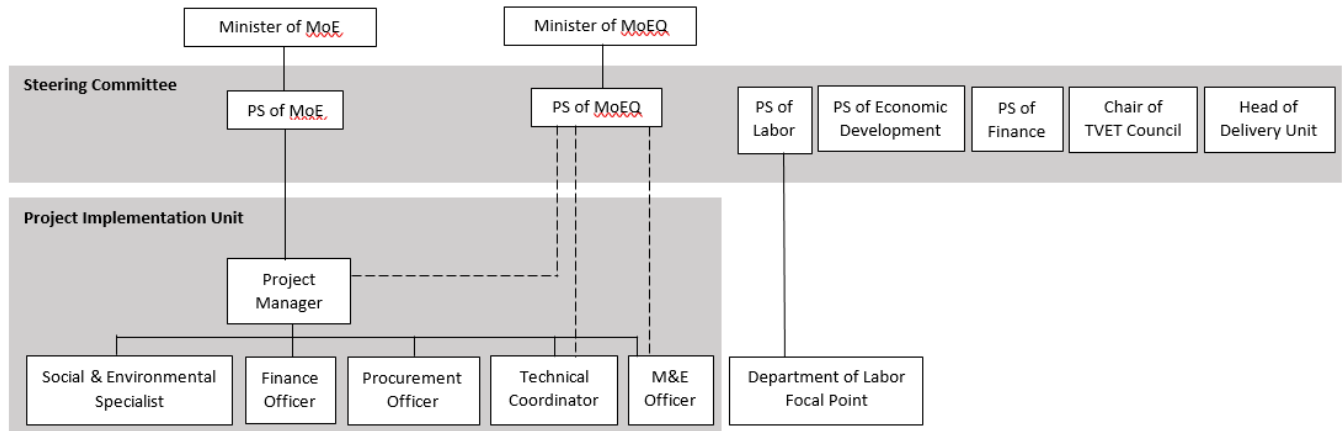 Minister of MoE
Minister of MoEQ
Steering Committee
PS of MoE
PS of MoEQ
PS of
Labor
PS of Economic
Development
PS of
Finance
Chair of
TVET Council
Head of
Delivery Unit
Project Implementation Unit
Project
Manager
Social & Environmental
Specialist
Finance
Officer
Procurement
Officer
Technical
Coordinator
M&E
Officer
Department of Labor
Focal Point